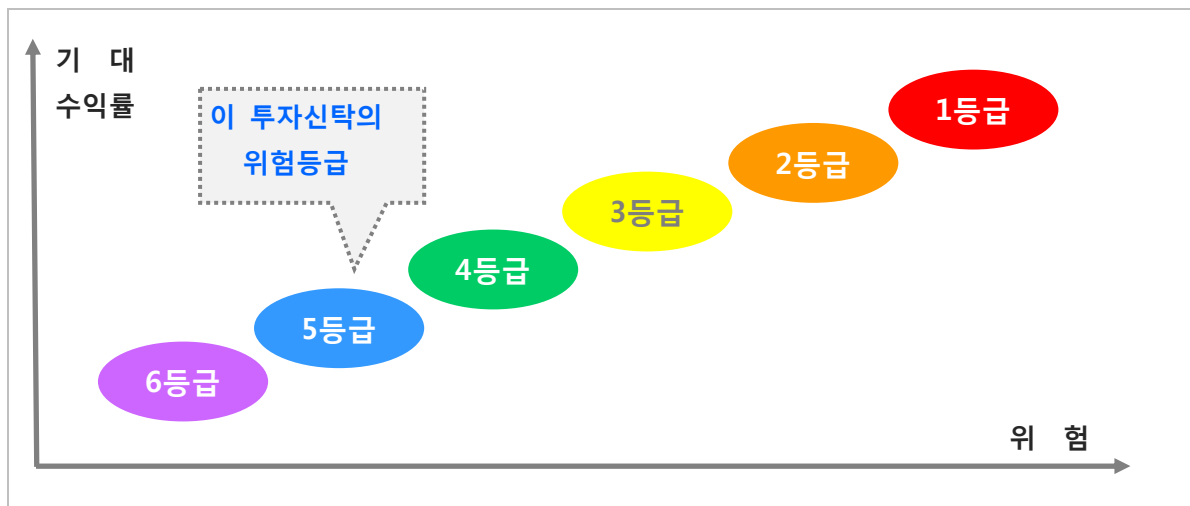 기 대
수익률
이 투자신탁의
위험등급
1등급
2등급
3등급
4등급
5등급
6등급
위 험